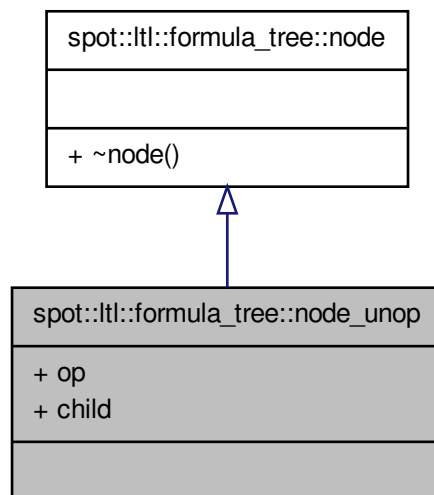 spot::ltl::formula_tree::node
+ ~node()
spot::ltl::formula_tree::node_unop
+ op
+ child